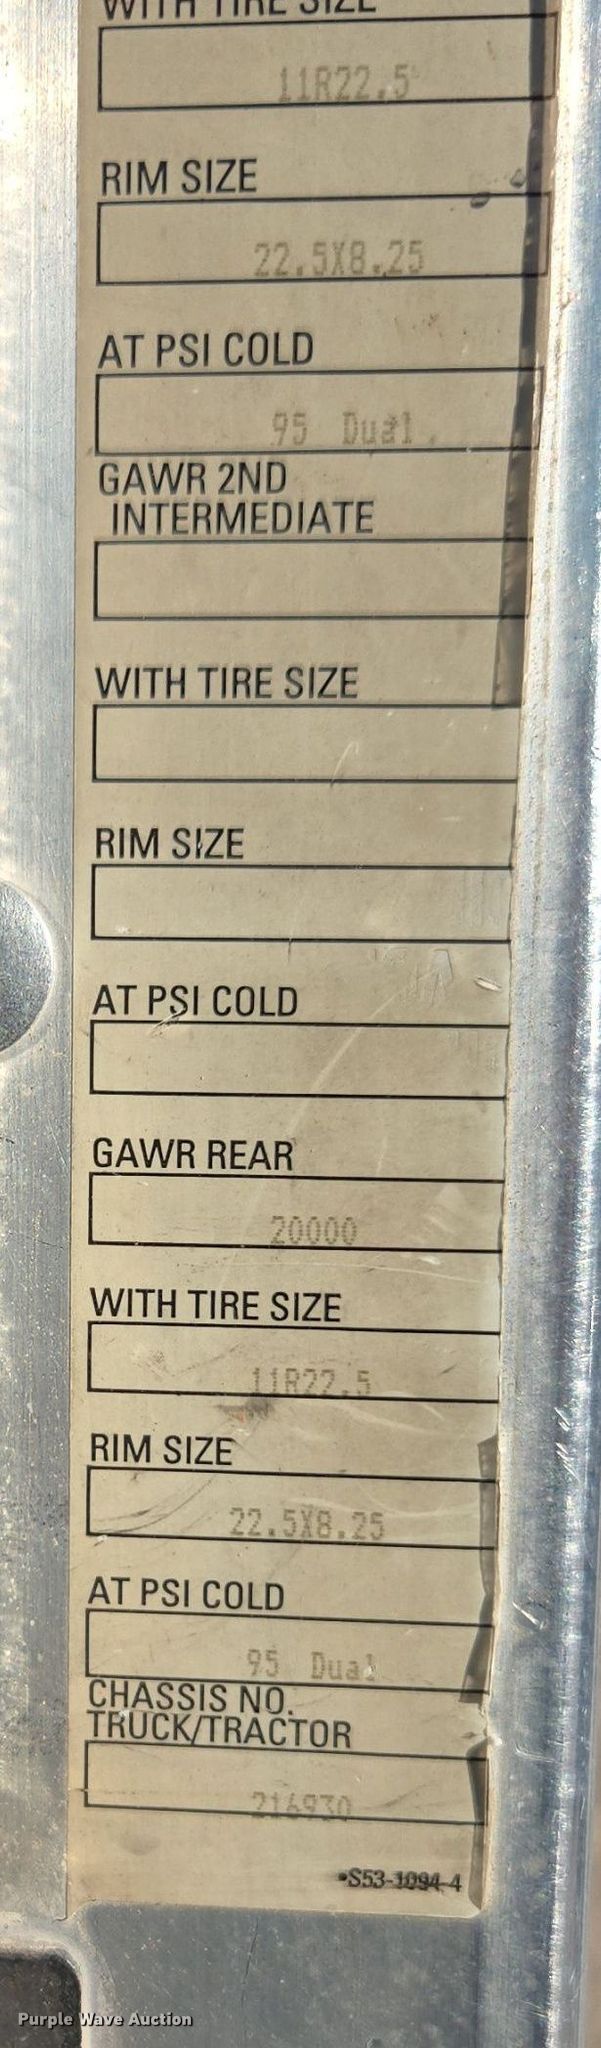 WITH TIRE SIZE
11R22.5
RIM SIZE
22.5X8.25
AT PSI COLD
95 Dual.
GAWR 2ND
INTERMEDIATE
WITH TIRE SIZE
RIM SIZE
AT PSI COLD
GAWR REAR
20000
WITH TIRE SIZE
11R22.5
RIM SIZE
22.5X8.25
AT PSI COLD
95 Dual
CHASSIS NO.
TRUCK/TRACTOR
216930
•S53-1094-4
Purple Wave Auction